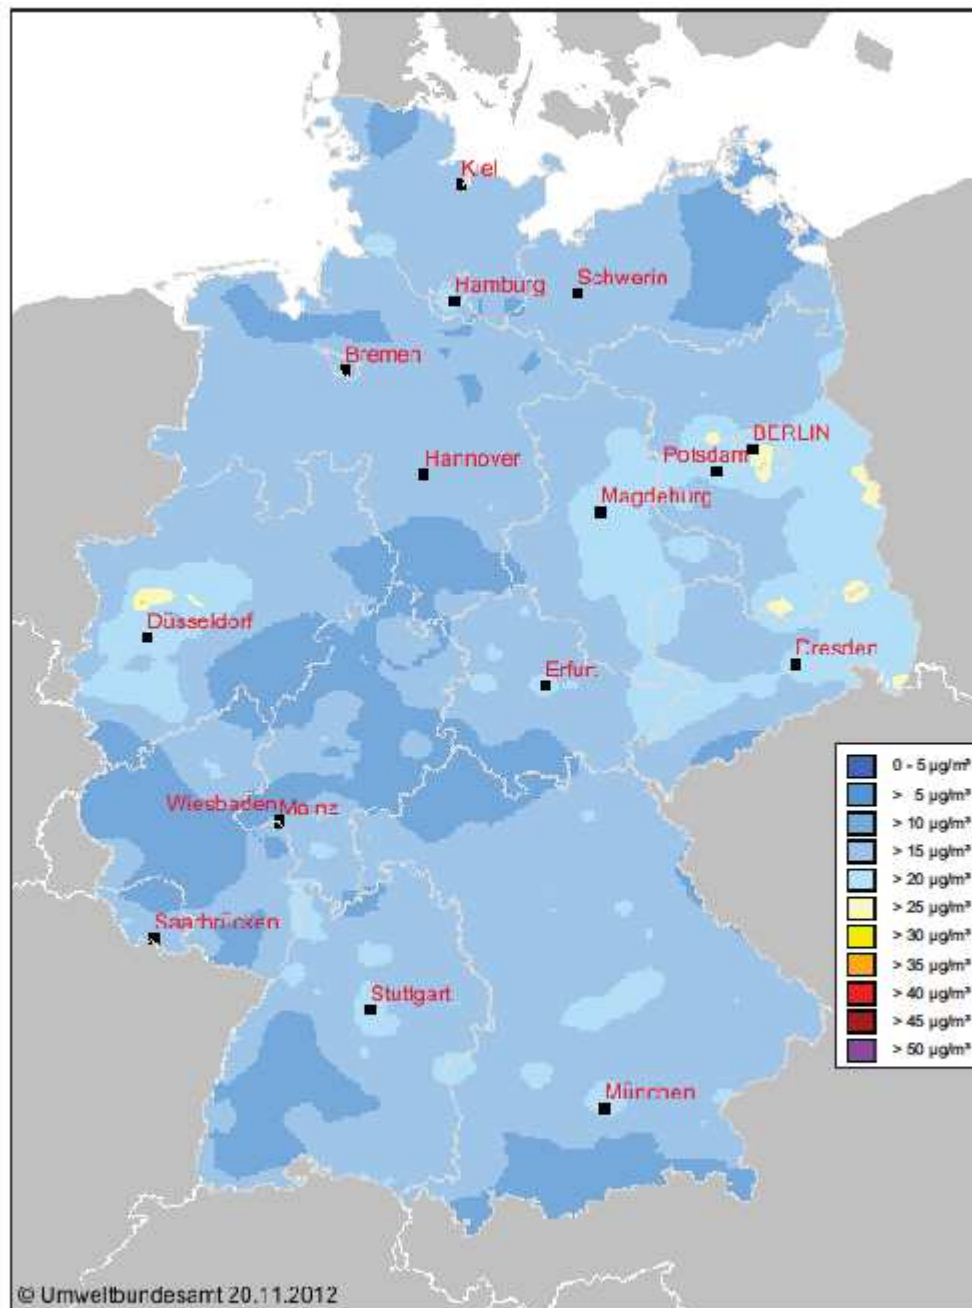 Kiel
Hamburg
Schwerin
Bremen
BERLIN
Hannover
Potsdam
Magdeburg
Düsseldorf
Dresden
Erfurt
Wiesbaden
Mainz
Saarbrücken
Stuttgart
München
0 - 5 µg/m³
> 5 µg/m³
> 10 µg/m³
> 15 µg/m³
> 20 µg/m³
> 25 µg/m³
> 30 µg/m³
> 35 µg/m³
> 40 µg/m³
> 45 µg/m³
> 50 µg/m³
© Umweltbundesamt 20.11.2012